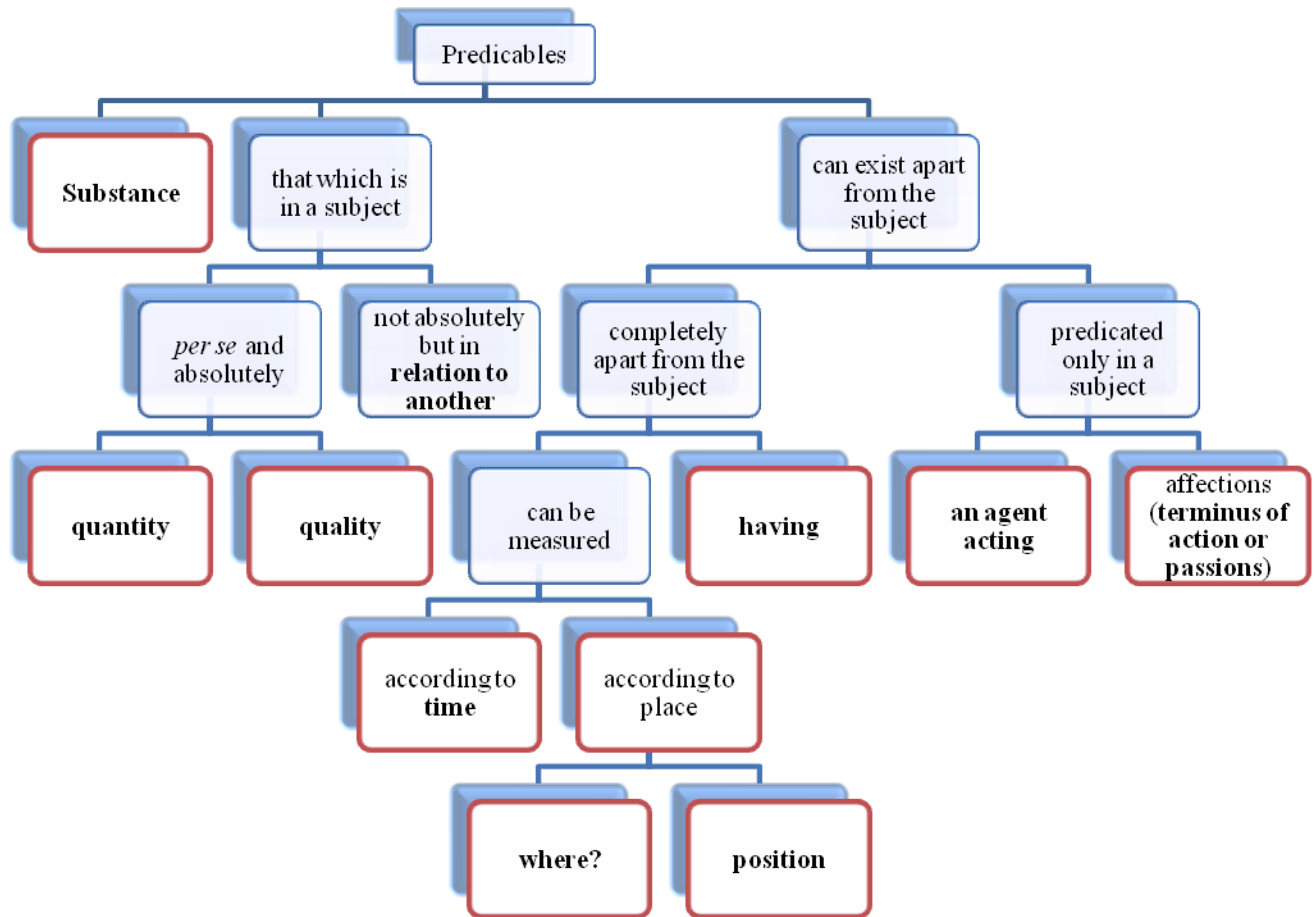 Predicables
Substance
that which is
in a subject
can exist apart
from the
subject
per se and
absolutely
not absolutely
but in
relation to
another
completely
apart from the
subject
predicated
only in a
subject
quantity
quality
can be
measured
having
an agent
acting
affections
(terminus of
action or
passions)
according to
time
according to
place
where?
position